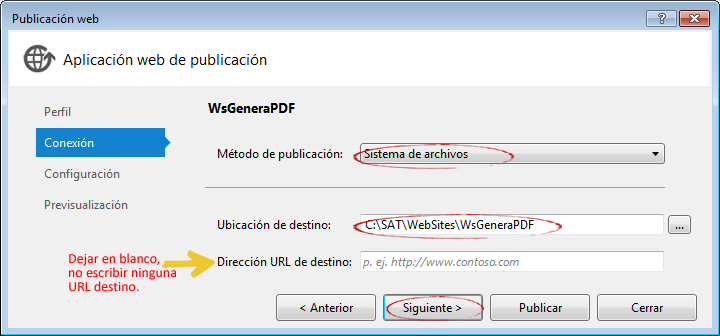 Publicación web
Aplicación web de publicación
Perfil
Conexión
Configuración
Previsualización
WsGeneraPDF
Método de publicación: Sistema de archivos
Ubicación de destino: C:\SAT\WebSites\WsGeneraPDF ...
Dirección URL de destino: p. ej. http://www.contoso.com
Dejar en blanco,
no escribir ninguna
URL destino.
< Anterior Siguiente > Publicar Cerrar